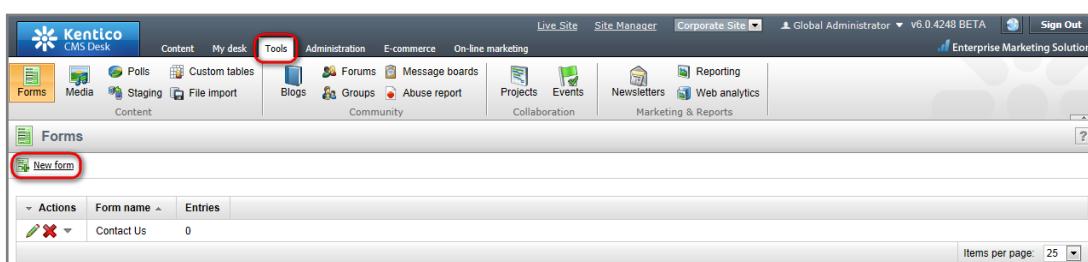 Kentico
CMS Desk
Live Site Site Manager Corporate Site Global Administrator v6.0.4248 BETA Sign Out
Content My desk Tools Administration E-commerce On-line marketing
Enterprise Marketing Solution
Forms Media Polls Custom tables Blogs Forums Message boards Projects Events Newsletters Reporting
Staging File import Groups Abuse report Web analytics
Content Community Collaboration Marketing & Reports
Forms ?
New form
Actions Form name Entries
Contact Us 0
Items per page: 25